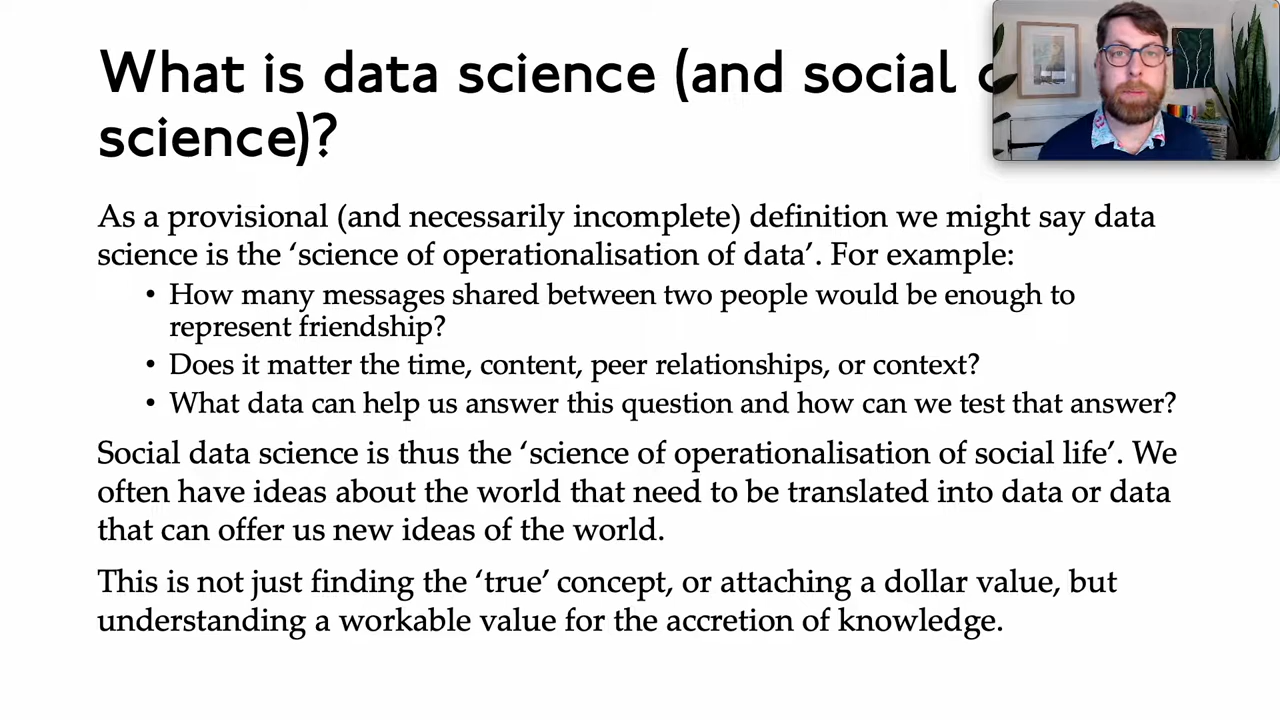 What is data science (and social
science)?
As a provisional (and necessarily incomplete) definition we might say data
science is the ‘science of operationalisation of data’. For example:
• How many messages shared between two people would be enough to
represent friendship?
• Does it matter the time, content, peer relationships, or context?
• What data can help us answer this question and how can we test that answer?
Social data science is thus the ‘science of operationalisation of social life’. We
often have ideas about the world that need to be translated into data or data
that can offer us new ideas of the world.
This is not just finding the ‘true’ concept, or attaching a dollar value, but
understanding a workable value for the accretion of knowledge.